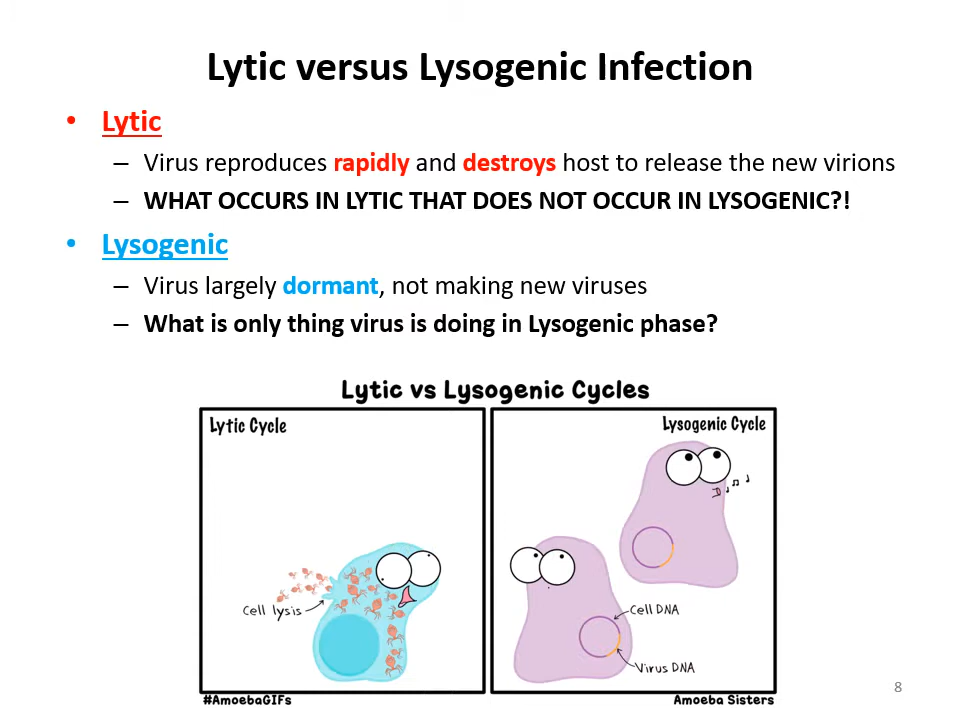 Lytic versus Lysogenic Infection
• Lytic
– Virus reproduces rapidly and destroys host to release the new virions
– WHAT OCCURS IN LYTIC THAT DOES NOT OCCUR IN LYSOGENIC?!
• Lysogenic
– Virus largely dormant, not making new viruses
– What is only thing virus is doing in Lysogenic phase?
Lytic vs Lysogenic Cycles
Lytic Cycle
cell lysis
Lysogenic Cycle
Cell DNA
Virus DNA
#AmoebaGIFs
Amoeba Sisters
8